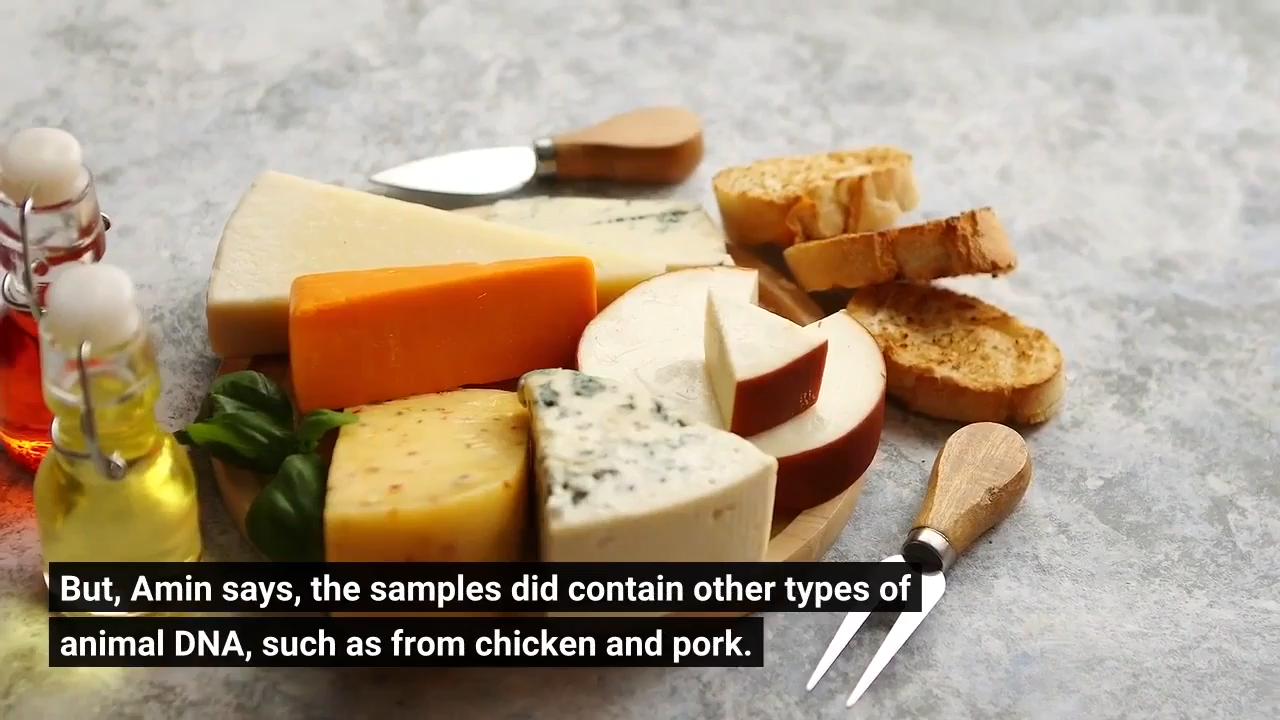 But, Amin says, the samples did contain other types of
animal DNA, such as from chicken and pork.